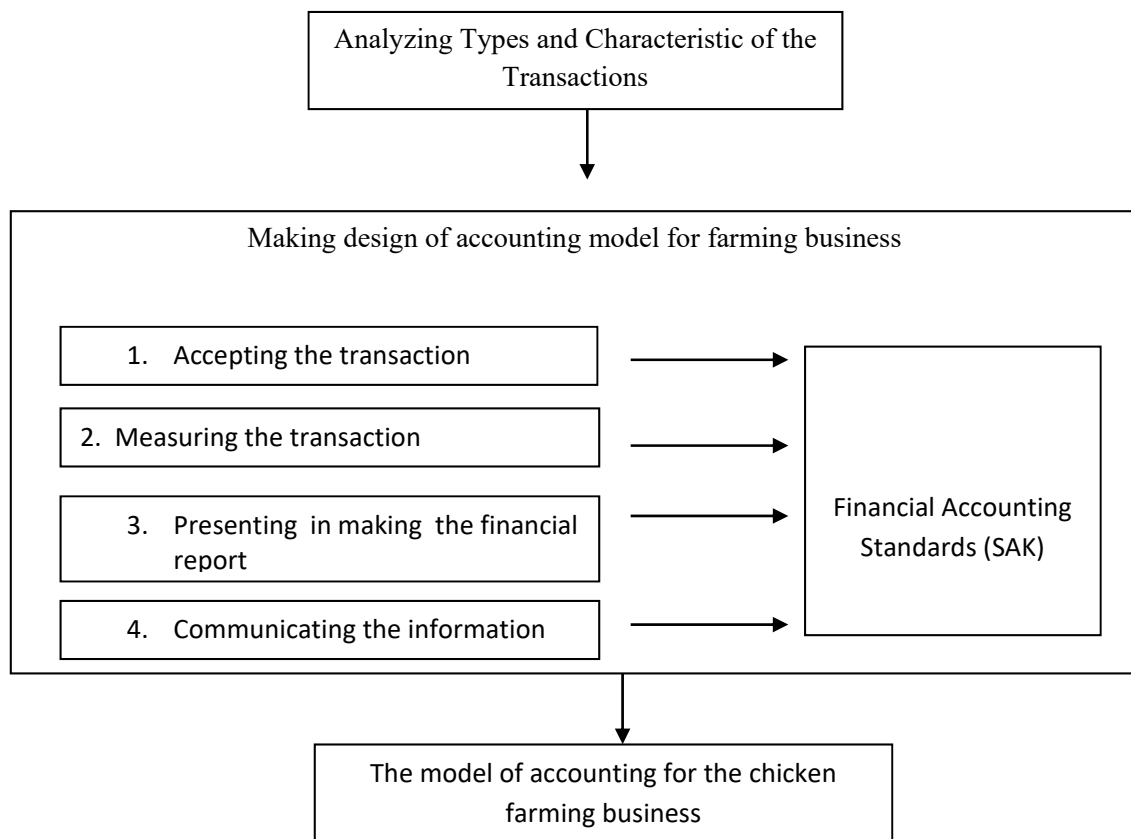 Analyzing Types and Characteristic of the
Transactions
Making design of accounting model for farming business
1. Accepting the transaction
2. Measuring the transaction
3. Presenting in making the financial
report
4. Communicating the information
Financial Accounting
Standards (SAK)
The model of accounting for the chicken
farming business